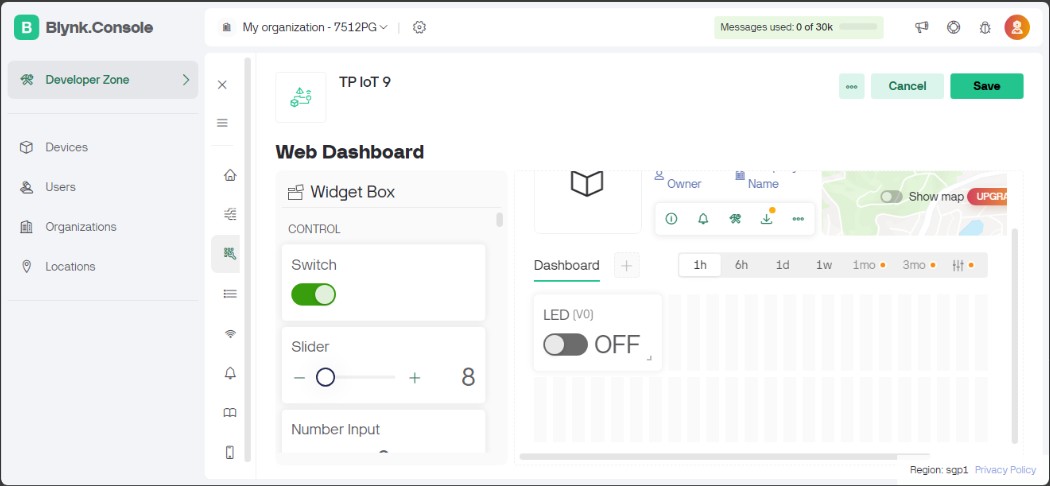 B Blynk.Console
My organization - 7512PG
Messages used: 0 of 30k
Developer Zone
Devices
Users
Organizations
Locations
TP IoT 9
Cancel
Save
Web Dashboard
Widget Box
CONTROL
Switch
Slider
8
Number Input
Owner
Name
Show map
UPGRA
Dashboard
1h 6h 1d 1w 1mo 3mo
LED (V0)
OFF
Region: sgp1 Privacy Policy